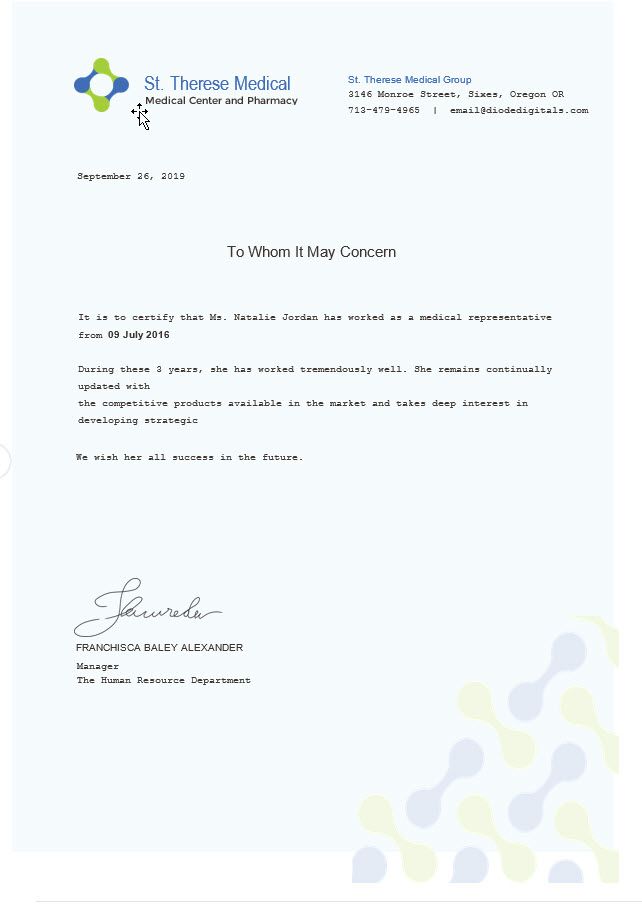 St. Therese Medical
Medical Center and Pharmacy
St. Therese Medical Group
3146 Monroe Street, Sixes, Oregon OR
713-479-4965 | email@diodedigitals.com
September 26, 2019
To Whom It May Concern
It is to certify that Ms. Natalie Jordan has worked as a medical representative
from 09 July 2016
During these 3 years, she has worked tremendously well. She remains continually
updated with
the competitive products available in the market and takes deep interest in
developing strategic
We wish her all success in the future.
FRANCHISCA BALEY ALEXANDER
Manager
The Human Resource Department